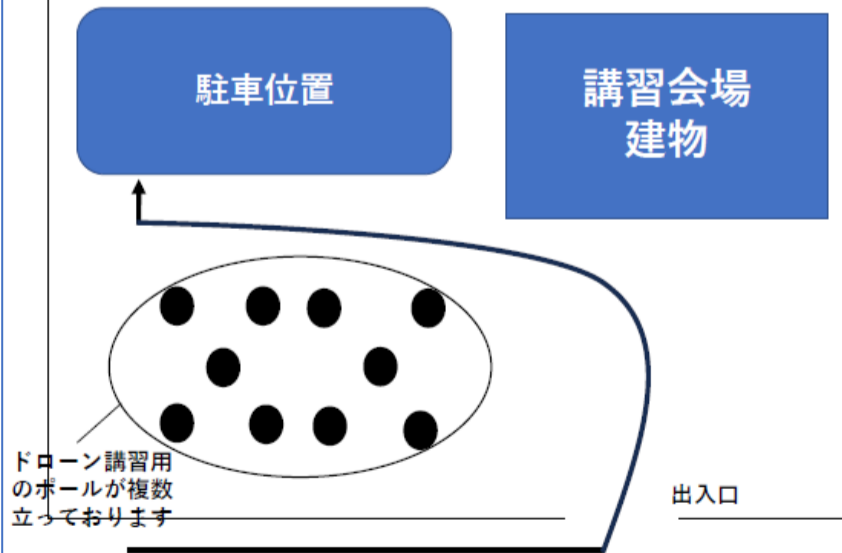 駐車位置
講習会場
建物
ドローン講習用
のポールが複数
立っております
出入口